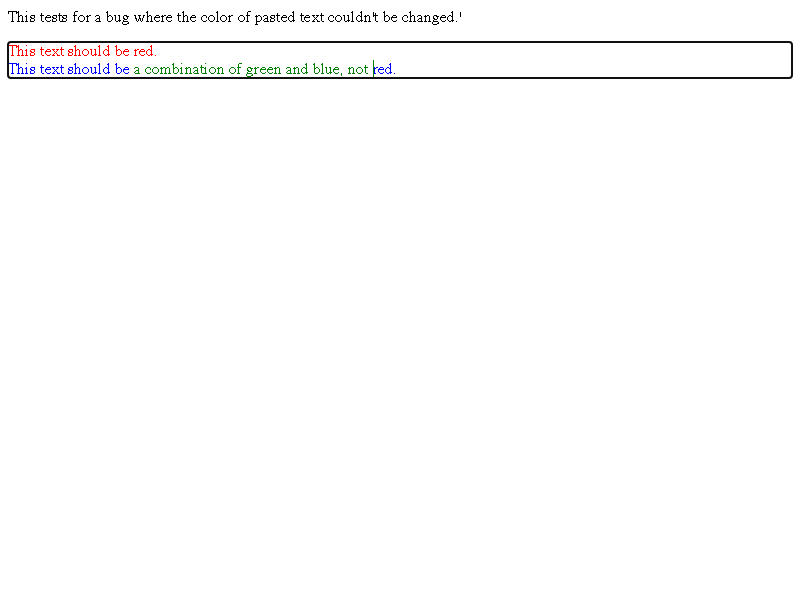 This tests for a bug where the color of pasted text couldn't be changed.'
This text should be red.
This text should be a combination of green and blue, not red.